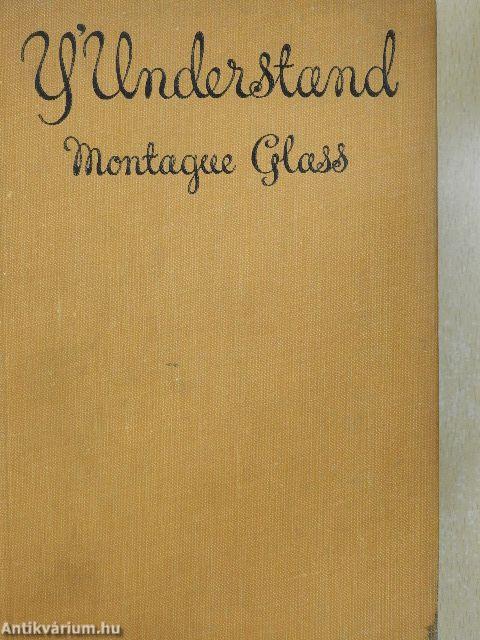 Y'Understand
Montague Glass
Antikvárium.hu